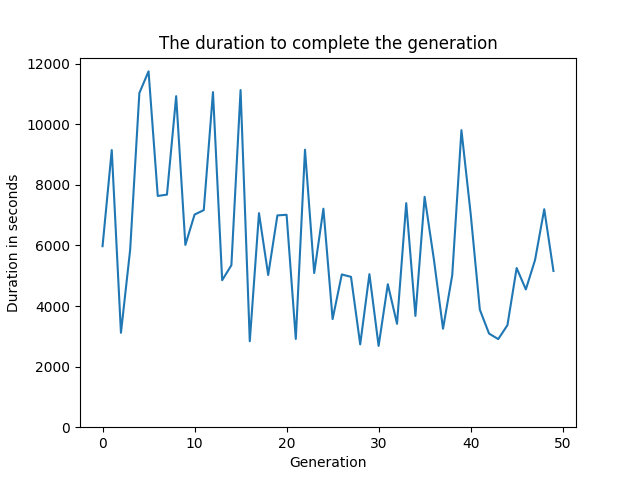 The duration to complete the generation
12000
10000
8000
6000
4000
2000
0
Duration in seconds
0 10 20 30 40 50
Generation